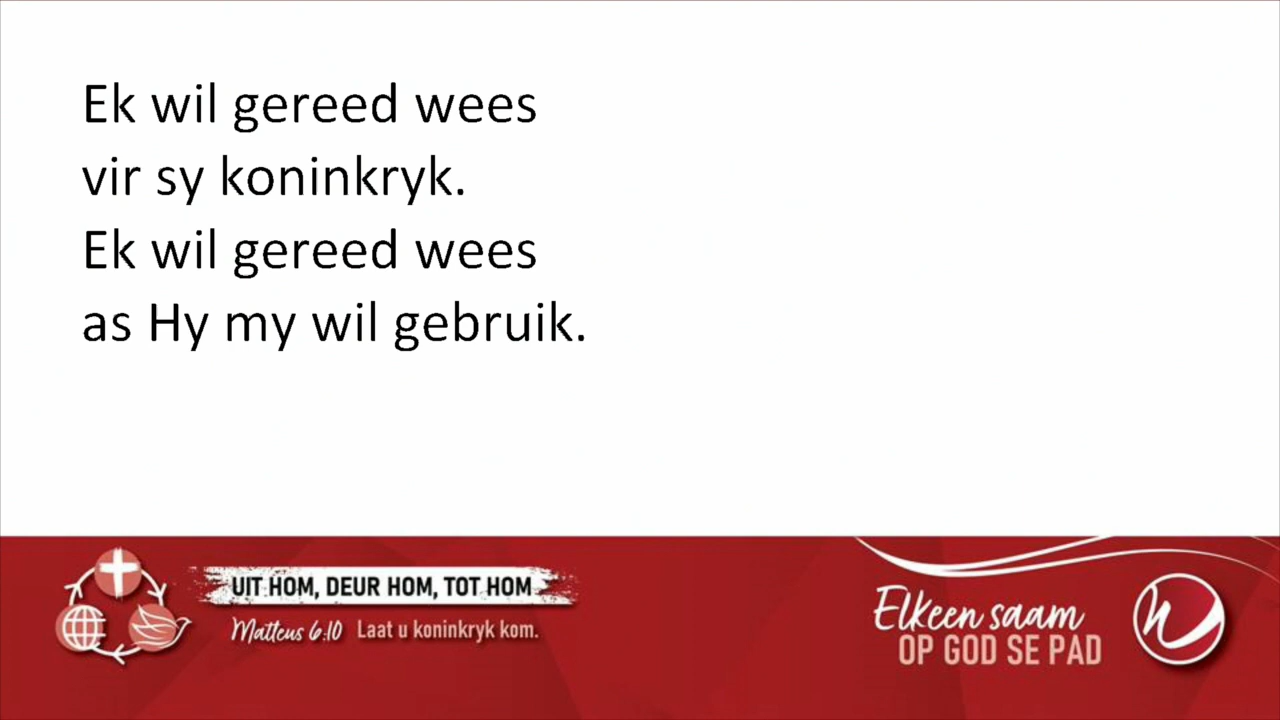 Ek wil gereed wees
vir sy koninkryk.
Ek wil gereed wees
as Hy my wil gebruik.
UIT HOM, DEUR HOM, TOT HOM
Matteus 6:10 Laat u koninkryk kom.
Elkeen saam
OP GOD SE PAD